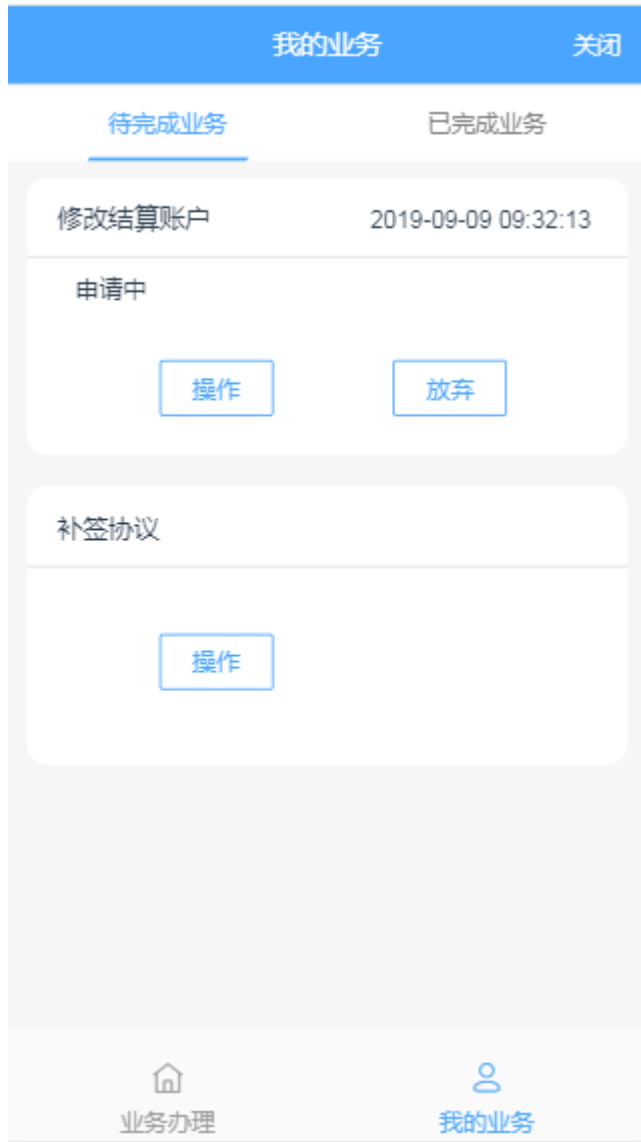 我的业务 关闭
待完成业务 已完成业务
修改结算账户 2019-09-09 09:32:13
申请中
操作 放弃
补签协议
操作
业务办理 我的业务